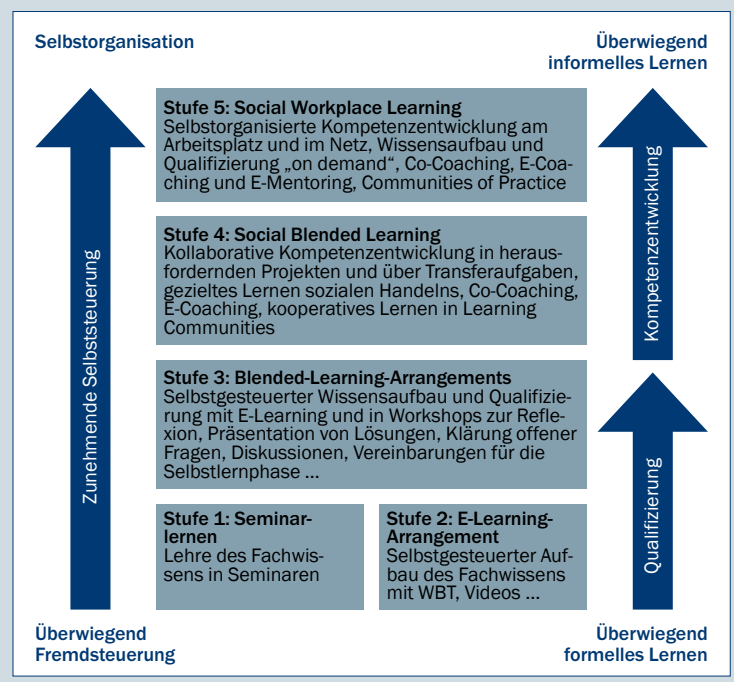 Selbstorganisation
Überwiegend
informelles Lernen
Zunehmende Selbststeuerung
Stufe 5: Social Workplace Learning
Selbstorganisierte Kompetenzentwicklung am
Arbeitsplatz und im Netz, Wissensaufbau und
Qualifizierung „on demand“, Co-Coaching, E-Coa-
ching und E-Mentoring, Communities of Practice
Stufe 4: Social Blended Learning
Kollaborative Kompetenzentwicklung in heraus-
fordernden Projekten und über Transferaufgaben,
gezieltes Lernen sozialen Handelns, Co-Coaching,
E-Coaching, kooperatives Lernen in Learning
Communities
Kompetenzentwicklung
Stufe 3: Blended-Learning-Arrangements
Selbstgesteuerter Wissensaufbau und Qualifizie-
rung mit E-Learning und in Workshops zur Refle-
xion, Präsentation von Lösungen, Klärung offener
Fragen, Diskussionen, Vereinbarungen für die
Selbstlernphase ...
Stufe 1: Seminar-
lernen
Lehre des Fachwis-
sens in Seminaren
Stufe 2: E-Learning-
Arrangement
Selbstgesteuerter Auf-
bau des Fachwissens
mit WBT, Videos ...
Qualifizierung
Überwiegend
Fremdsteuerung
Überwiegend
formelles Lernen